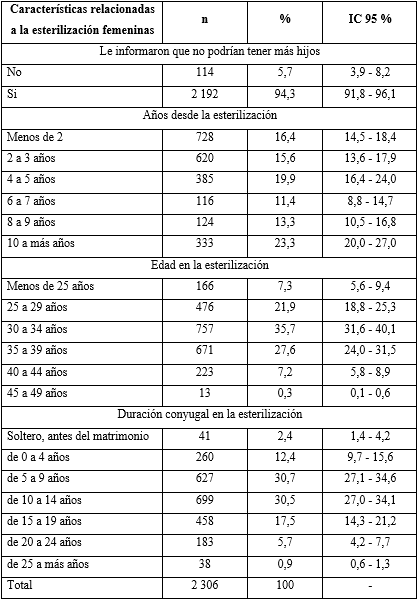 Características relacionadas a la esterilización femeninas n % IC 95 %
Le informaron que no podrían tener más hijos
No 114 5,7 3,9 - 8,2
Si 2 192 94,3 91,8 - 96,1
Años desde la esterilización
Menos de 2 728 16,4 14,5 - 18,4
2 a 3 años 620 15,6 13,6 - 17,9
4 a 5 años 385 19,9 16,4 - 24,0
6 a 7 años 116 11,4 8,8 - 14,7
8 a 9 años 124 13,3 10,5 - 16,8
10 a más años 333 23,3 20,0 - 27,0
Edad en la esterilización
Menos de 25 años 166 7,3 5,6 - 9,4
25 a 29 años 476 21,9 18,8 - 25,3
30 a 34 años 757 35,7 31,6 - 40,1
35 a 39 años 671 27,6 24,0 - 31,5
40 a 44 años 223 7,2 5,8 - 8,9
45 a 49 años 13 0,3 0,1 - 0,6
Duración conyugal en la esterilización
Soltero, antes del matrimonio 41 2,4 1,4 - 4,2
de 0 a 4 años 260 12,4 9,7 - 15,6
de 5 a 9 años 627 30,7 27,1 - 34,6
de 10 a 14 años 699 30,5 27,0 - 34,1
de 15 a 19 años 458 17,5 14,3 - 21,2
de 20 a 24 años 183 5,7 4,2 - 7,7
de 25 a más años 38 0,9 0,6 - 1,3
Total 2 306 100 -